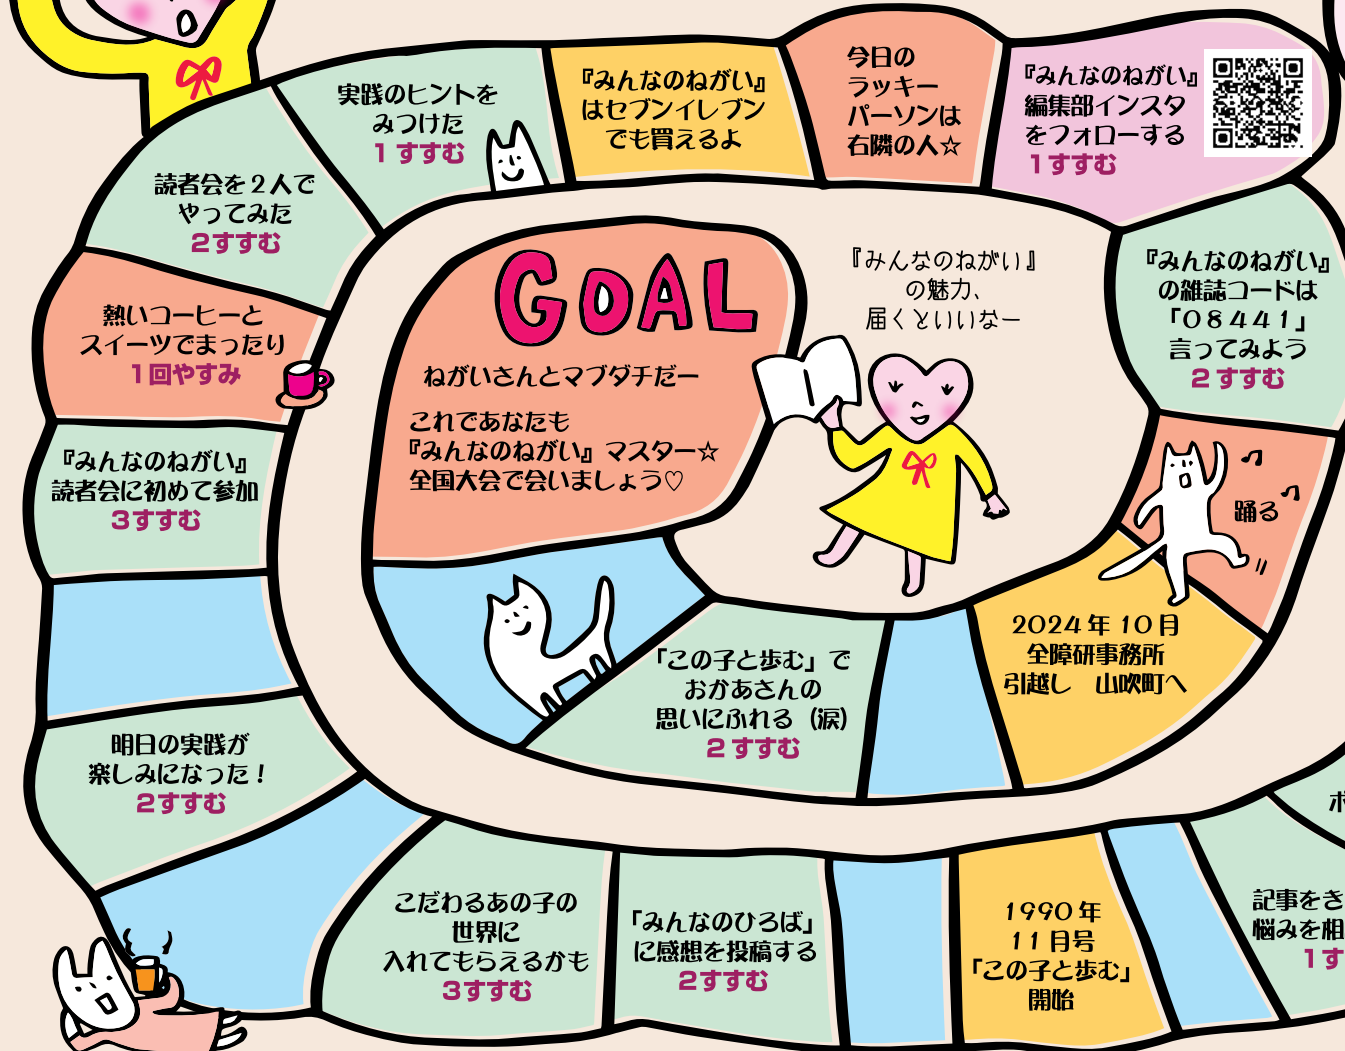 実践のヒントを
みつけた
1すすむ
『みんなのねがい』
はセブンイレブン
でも買えるよ
今日の
ラッキー
パーソンは
右隣の人☆
『みんなのねがい』
編集部インスタ
をフォローする
1すすむ
読者会を2人で
やってみた
2すすむ
熱いコーヒーと
スイーツでまったり
1回やすみ
『みんなのねがい』
読者会に初めて参加
3すすむ
明日の実践が
楽しみになった！
2すすむ
こだわるあの子の
世界に
入れてもらえるかも
3すすむ
「みんなのひろば」
に感想を投稿する
2すすむ
1990年
11月号
「この子と歩む」
開始
記事をき
悩みを相
1す
ボ
『みんなのねがい』
の雑誌コードは
「08441」
言ってみよう
2すすむ
踊る
2024年10月
全障研事務所
引越し　山吹町へ
「この子と歩む」で
おかあさんの
思いにふれる（涙）
2すすむ
GOAL
ねがいさんとマブダチだー
これであなたも
『みんなのねがい』マスター☆
全国大会で会いましょう♡
『みんなのねがい』
の魅力、
届くといいなー